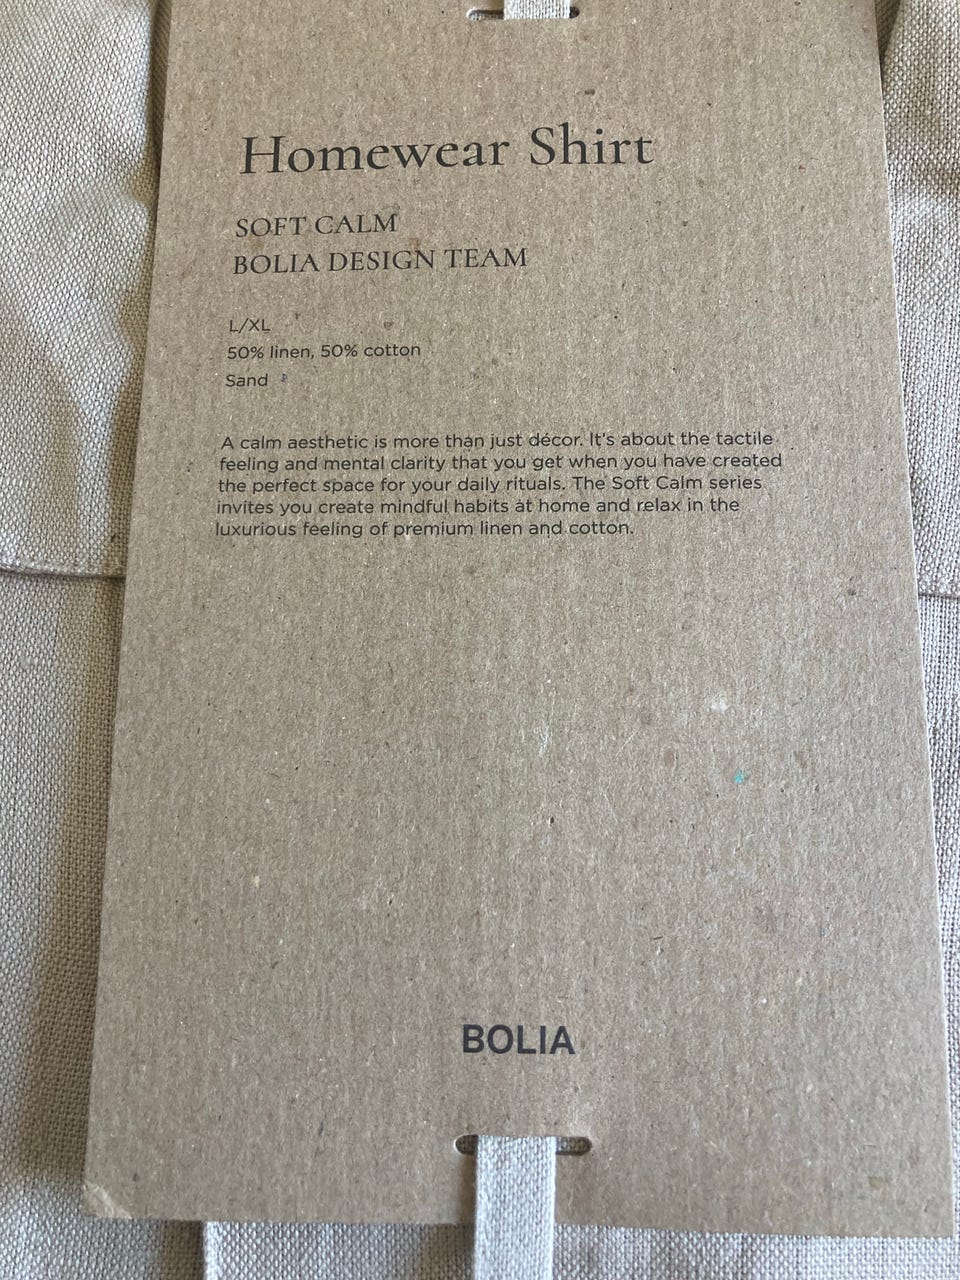 Homewear Shirt
SOFT CALM
BOLIA DESIGN TEAM
L/XL
50% linen, 50% cotton
Sand
A calm aesthetic is more than just décor. It's about the tactile
feeling and mental clarity that you get when you have created
the perfect space for your daily rituals. The Soft Calm series
invites you create mindful habits at home and relax in the
luxurious feeling of premium linen and cotton.
BOLIA